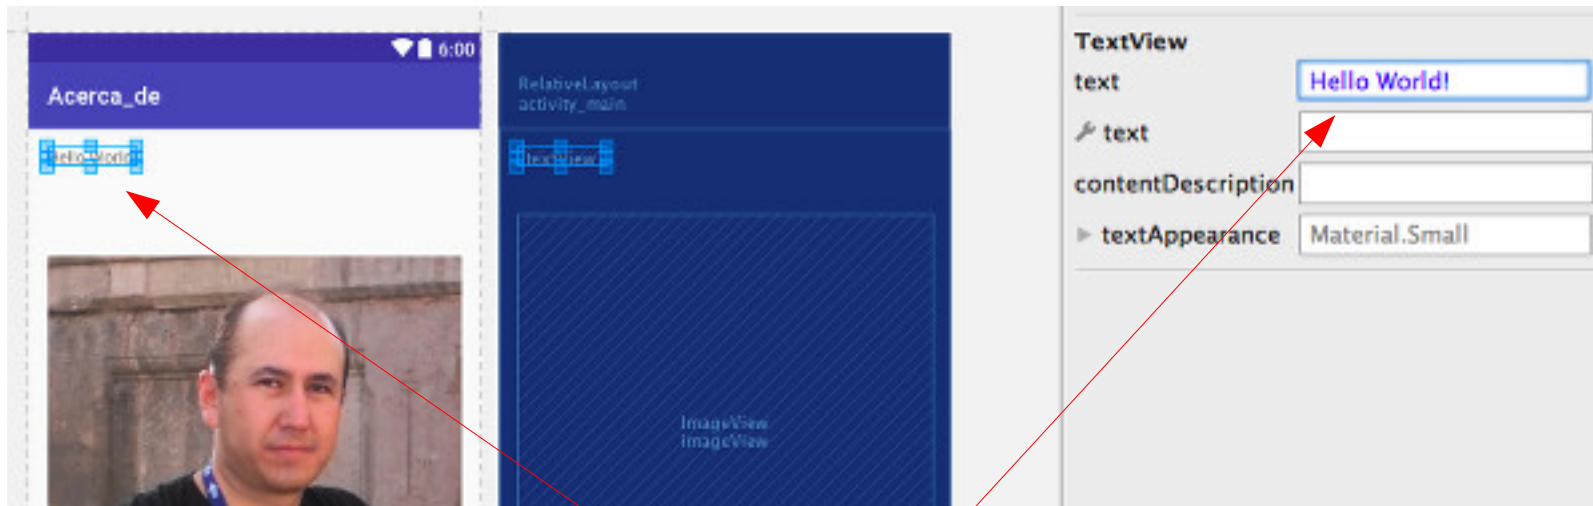 6:00
Acerca_de
Hello World
RelativeLayout
activity_main
TextView
ImageView
imageView
TextView
text
Hello World!
text
contentDescription
textAppearance
Material.Small